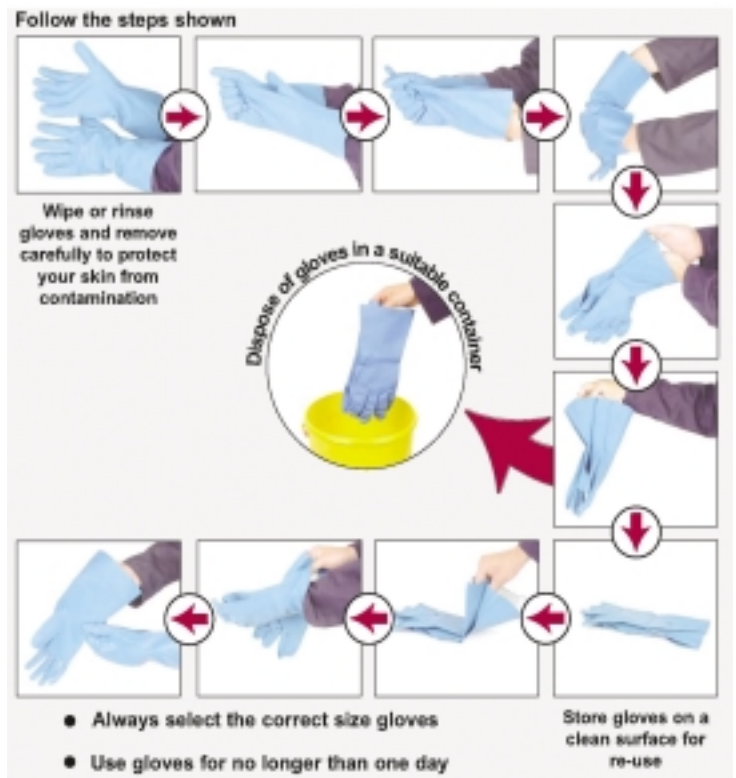 Follow the steps shown
Wipe or rinse
gloves and remove
carefully to protect
your skin from
contamination
Dispose of gloves in a suitable container
Store gloves on a
clean surface for
re-use
● Always select the correct size gloves
● Use gloves for no longer than one day